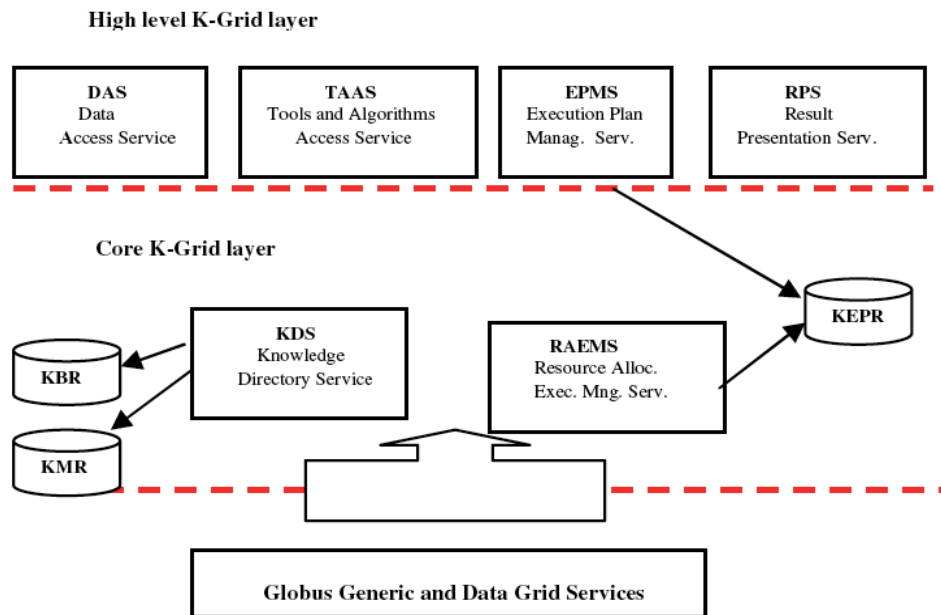 High level K-Grid layer
DAS
Data
Access Service
TAAS
Tools and Algorithms
Access Service
EPMS
Execution Plan
Manag. Serv.
RPS
Result
Presentation Serv.
Core K-Grid layer
KEPR
KDS
Knowledge
Directory Service
RAEMS
Resource Alloc.
Exec. Mng. Serv.
KBR
KMR
Globus Generic and Data Grid Services